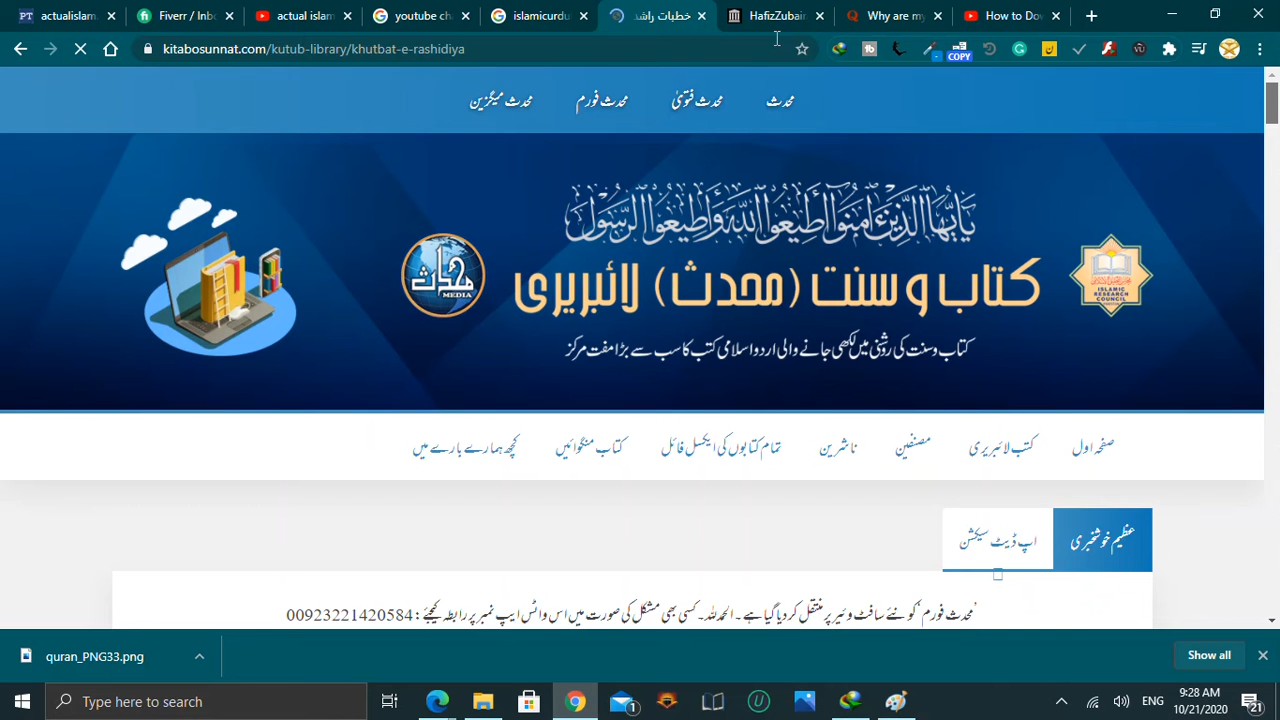 actualislam.
Fiverr / Inbo
actual islam
youtube cha
islamicurdu
خطبات راشد
HafizZubair
Why are my
How to Dov
kitabosunnat.com/kutub-library/khutbat-e-rashidiya
COPY
محدث
محدث فتویٰ
محدث فورم
محدث میگزین
يَا أَيُّهَا الَّذِينَ آمَنُوا أَطِيعُوا اللَّهَ وَأَطِيعُوا الرَّسُولَ
کتاب و سنت (محدث) لائبریری
محدث
MEDIA
ISLAMIC
RESEARCH
COUNCIL
کتاب وسنت کی روشنی میں لکھی جانے والی اردو اسلامی کتب کا سب سے بڑا مفت مرکز
صفحہ اول
کتب لائبریری
مصنفین
ناشرین
تمام کتابوں کی ایکسل فائل
کتاب منگوائیں
کچھ ہمارے بارے میں
عظیم خوشخبری
اپ ڈیٹ سیکشن
'محدث فورم' کو نئے سافٹ وئیر پر منتقل کر دیا گیا ہے۔ الحمدللہ۔ کسی بھی مشکل کی صورت میں اس واٹس ایپ نمبر پر رابطہ کیجئے: 00923221420584
quran_PNG33.png
Show all
Type here to search
1
ENG
9:28 AM
10/21/2020
21